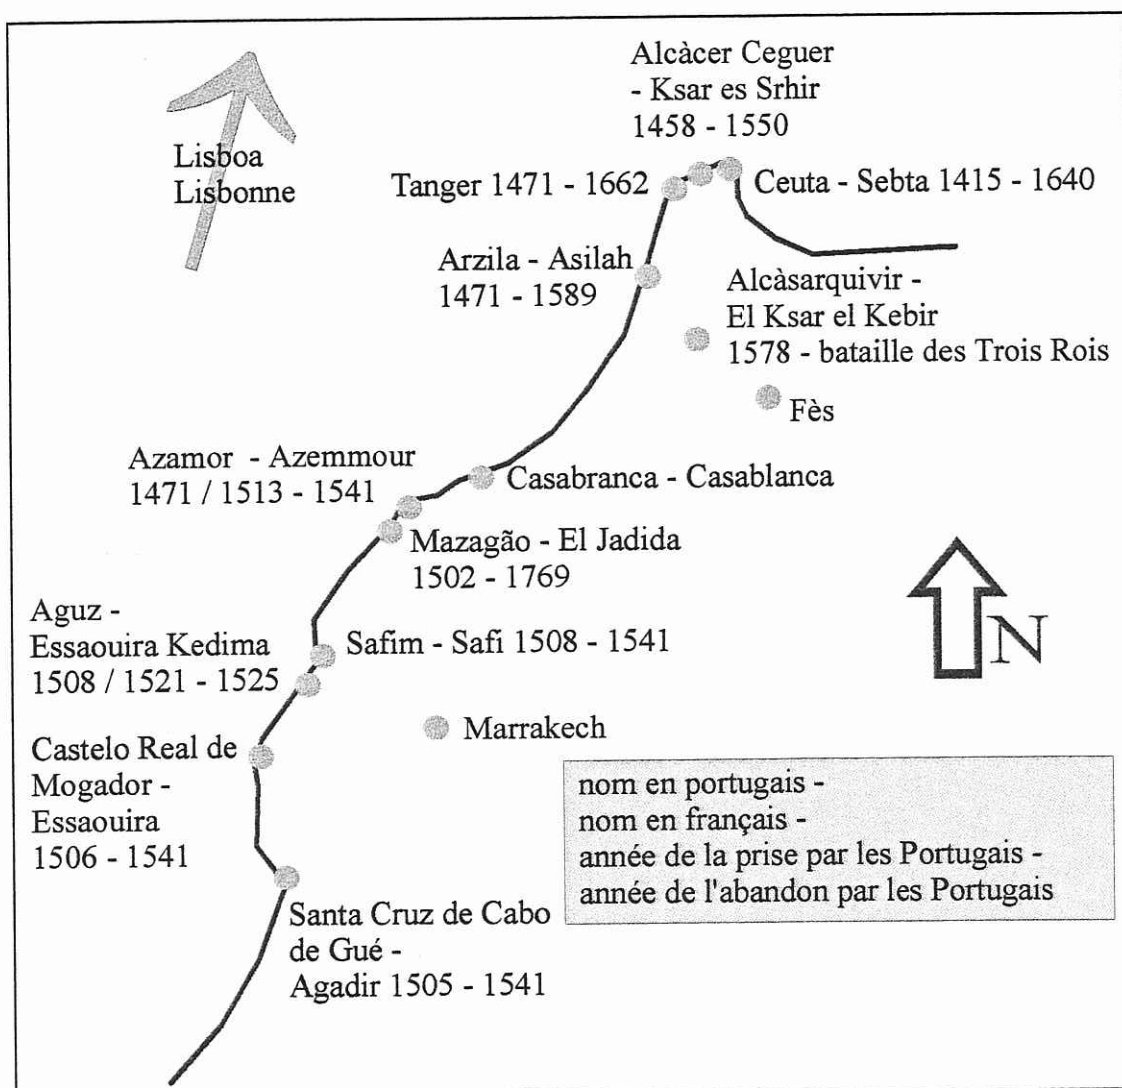 Alcàcer Ceguer
- Ksar es Srhir
1458 - 1550
Lisboa
Lisbonne
Tanger 1471 - 1662
Ceuta - Sebta 1415 - 1640
Arzila - Asilah
1471 - 1589
Alcàsarquivir -
El Ksar el Kebir
1578 - bataille des Trois Rois
Fès
Azamor - Azemmour
1471 / 1513 - 1541
Casabranca - Casablanca
Mazagão - El Jadida
1502 - 1769
Aguz -
Essaouira Kedima
1508 / 1521 - 1525
Safim - Safi 1508 - 1541
N
Marrakech
Castelo Real de
Mogador -
Essaouira
1506 - 1541
nom en portugais -
nom en français -
année de la prise par les Portugais -
année de l'abandon par les Portugais
Santa Cruz de Cabo
de Gué -
Agadir 1505 - 1541